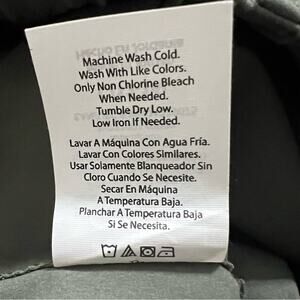 Machine Wash Cold.
Wash With Like Colors.
Only Non Chlorine Bleach
When Needed.
Tumble Dry Low.
Low Iron If Needed.
Lavar A Máquina Con Agua Fría.
Lavar Con Colores Similares.
Usar Solamente Blanqueador Sin
Cloro Cuando Se Necesite.
Secar En Máquina
A Temperatura Baja.
Planchar A Temperatura Baja
Si Se Necesita.